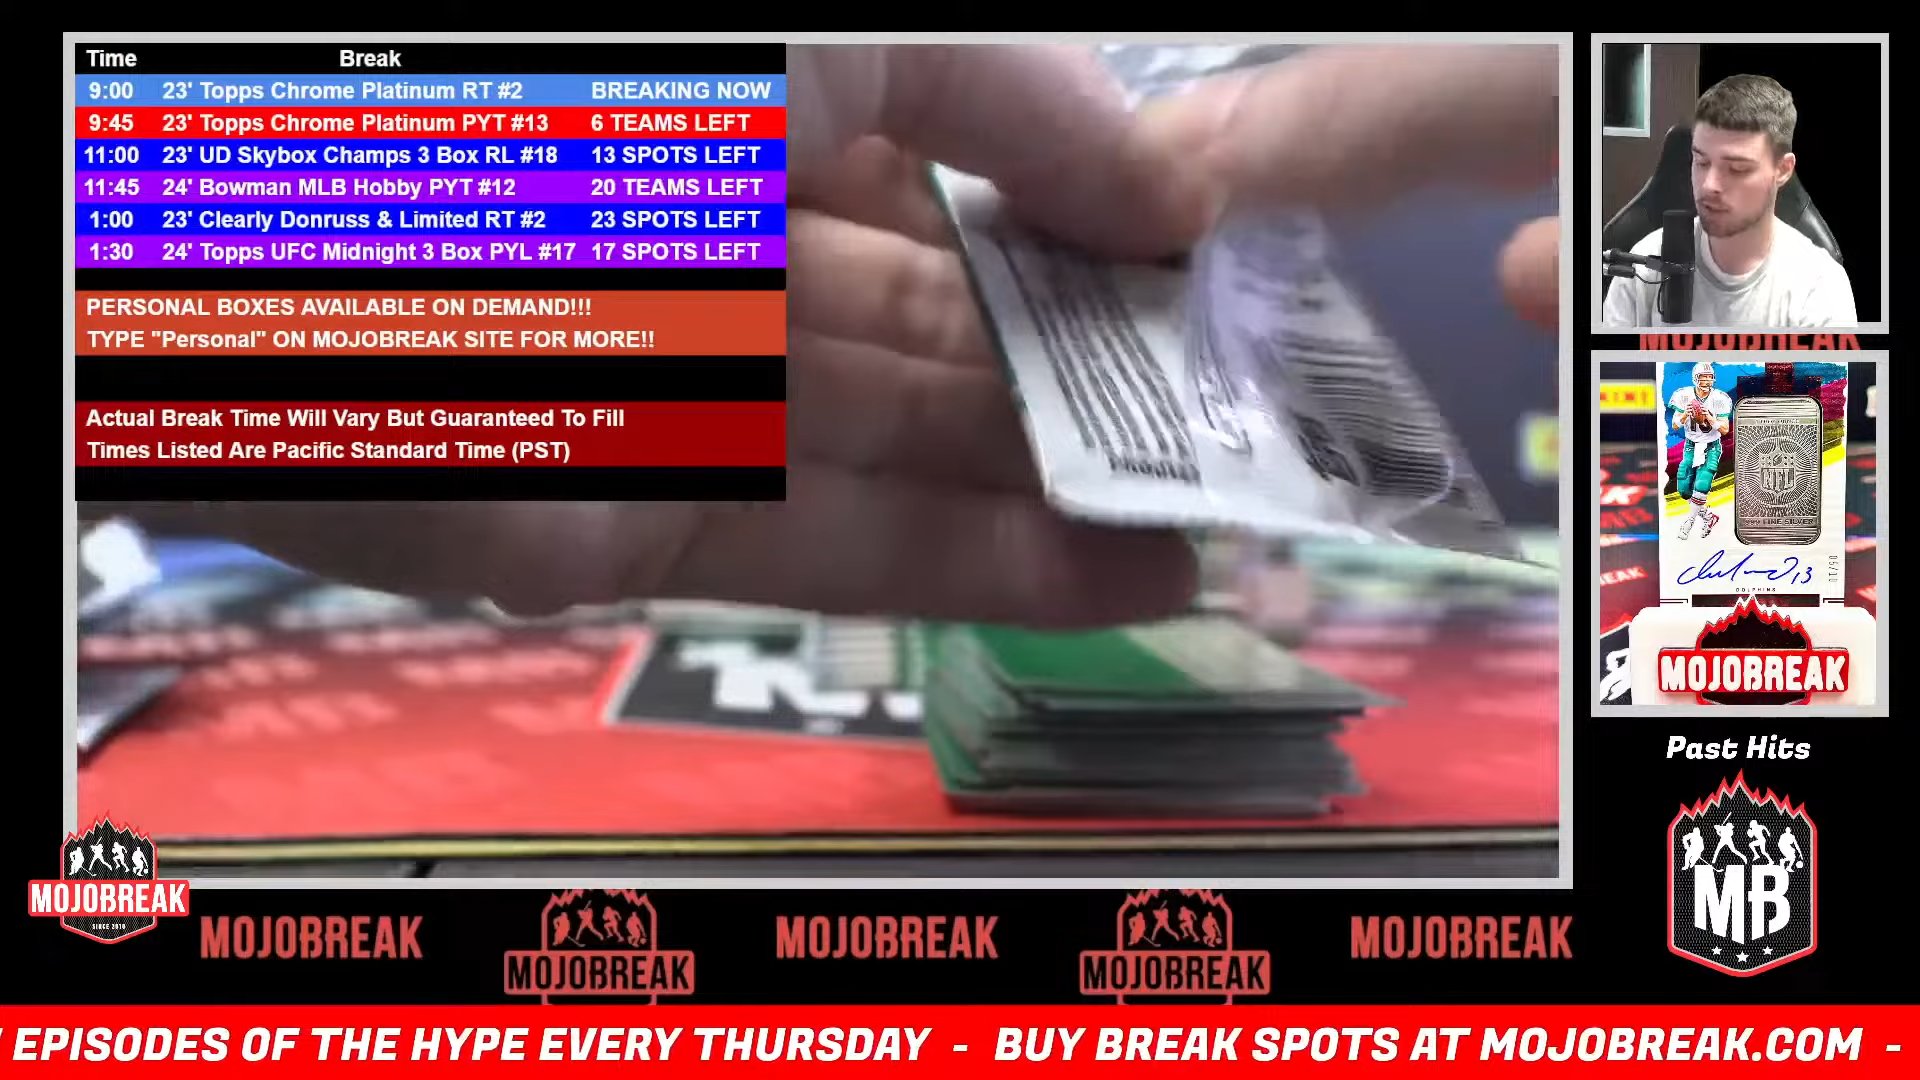 Time Break
9:00 23' Topps Chrome Platinum RT #2 BREAKING NOW
9:45 23' Topps Chrome Platinum PYT #13 6 TEAMS LEFT
11:00 23' UD Skybox Champs 3 Box RL #18 13 SPOTS LEFT
11:45 24' Bowman MLB Hobby PYT #12 20 TEAMS LEFT
1:00 23' Clearly Donruss & Limited RT #2 23 SPOTS LEFT
1:30 24' Topps UFC Midnight 3 Box PYL #17 17 SPOTS LEFT
PERSONAL BOXES AVAILABLE ON DEMAND!!!
TYPE "Personal" ON MOJOBREAK SITE FOR MORE!!
Actual Break Time Will Vary But Guaranteed To Fill
Times Listed Are Pacific Standard Time (PST)
MOJOBREAK
NFL
DOLPHINS
MOJOBREAK
Past Hits
MB
MOJOBREAK
SINCE 2010
MOJOBREAK
MOJOBREAK
MOJOBREAK
MOJOBREAK
MOJOBREAK
EPISODES OF THE HYPE EVERY THURSDAY - BUY BREAK SPOTS AT MOJOBREAK.COM -